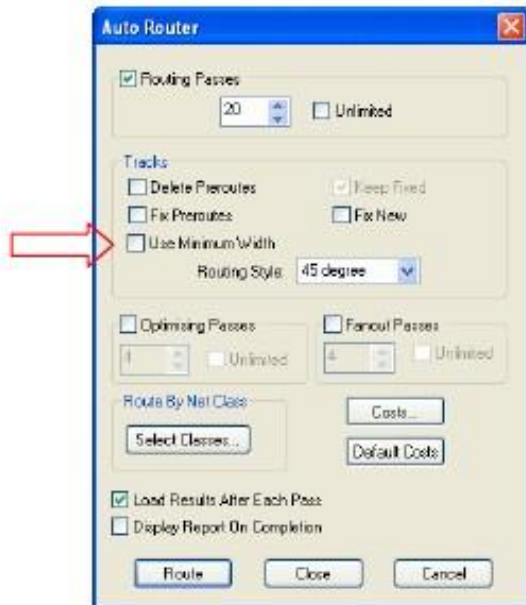 Auto Router
Routing Passes
20 Unlimited
Tracks
Delete Preroutes Keep Fixed
Fix Preroutes Fix New
Use Minimum Width
Routing Style: 45 degree
Optimising Passes Fanout Passes
4 Unlimited 4 Unlimited
Route By Net Class
Costs...
Select Classes...
Default Costs
Load Results After Each Pass
Display Report On Completion
Route Close Cancel